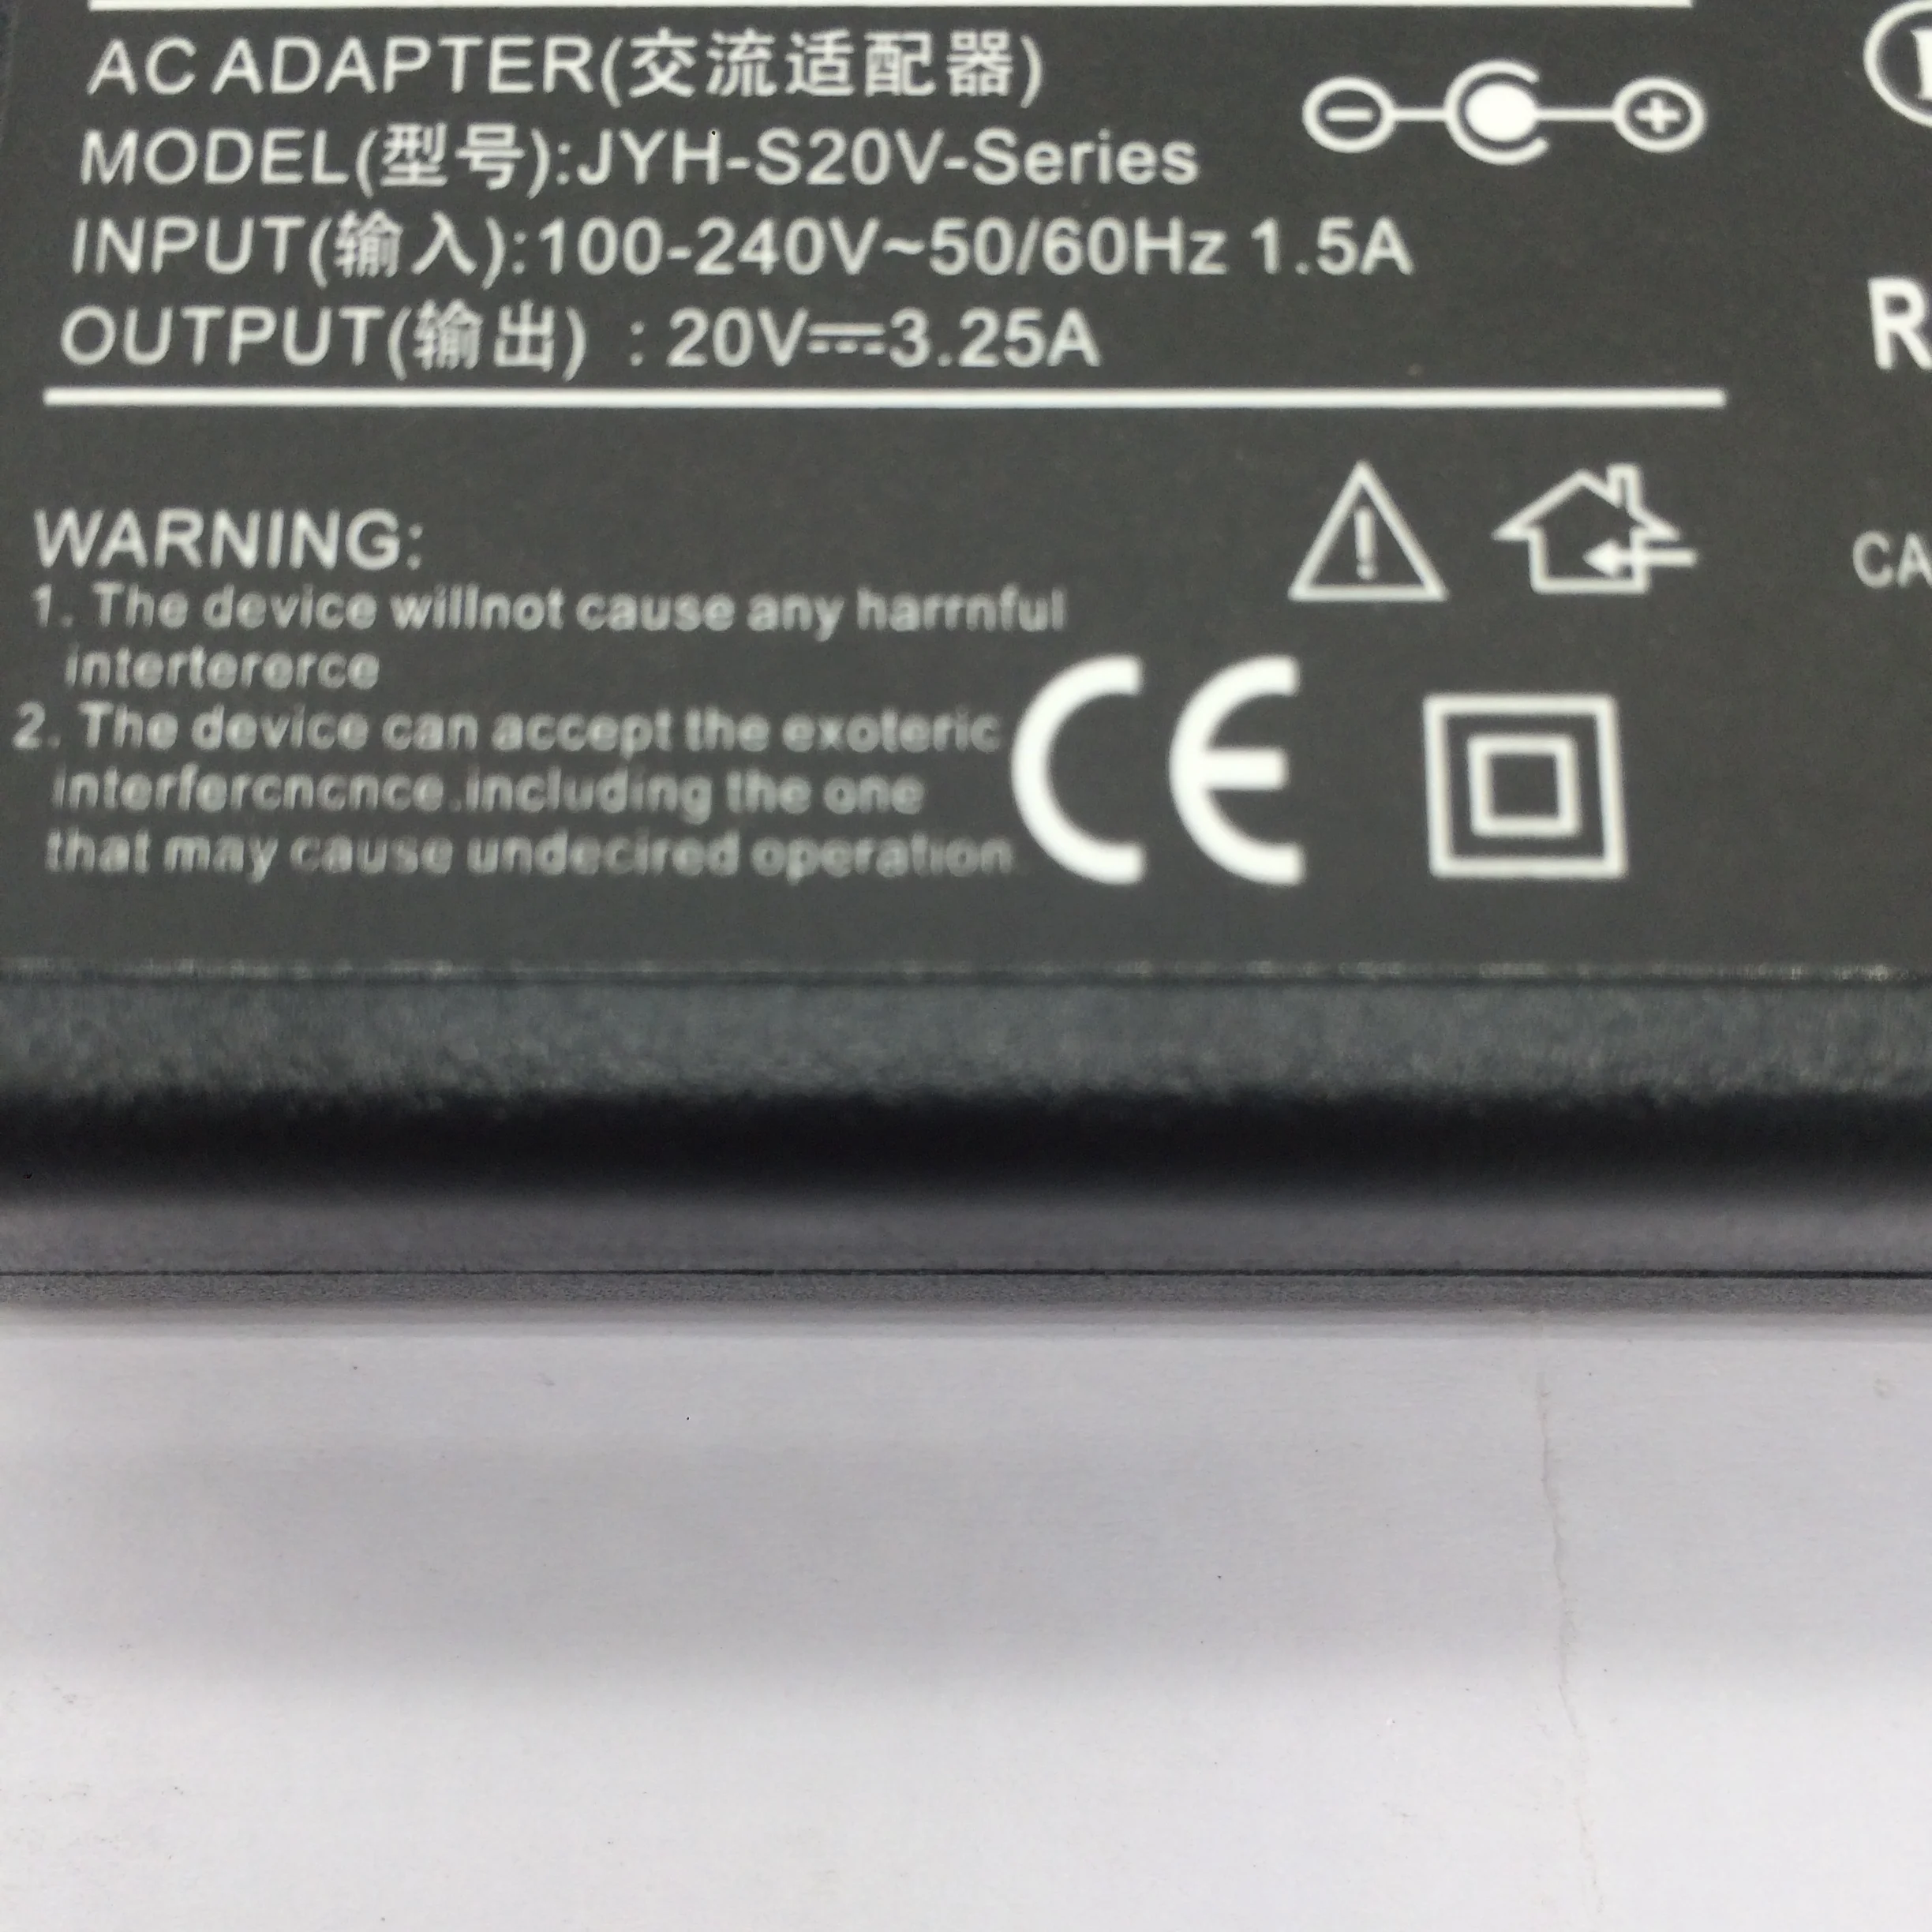 AC ADAPTER(交流适配器)
MODEL(型号):JYH-S20V-Series
INPUT(输入):100-240V~50/60Hz 1.5A
OUTPUT(输出) : 20V⎓3.25A
R
WARNING:
CA
1. The device willnot cause any harrnful
intertererce
2. The device can accept the exoteric
interfercncnce.including the one
that may cause undecired operation
CE